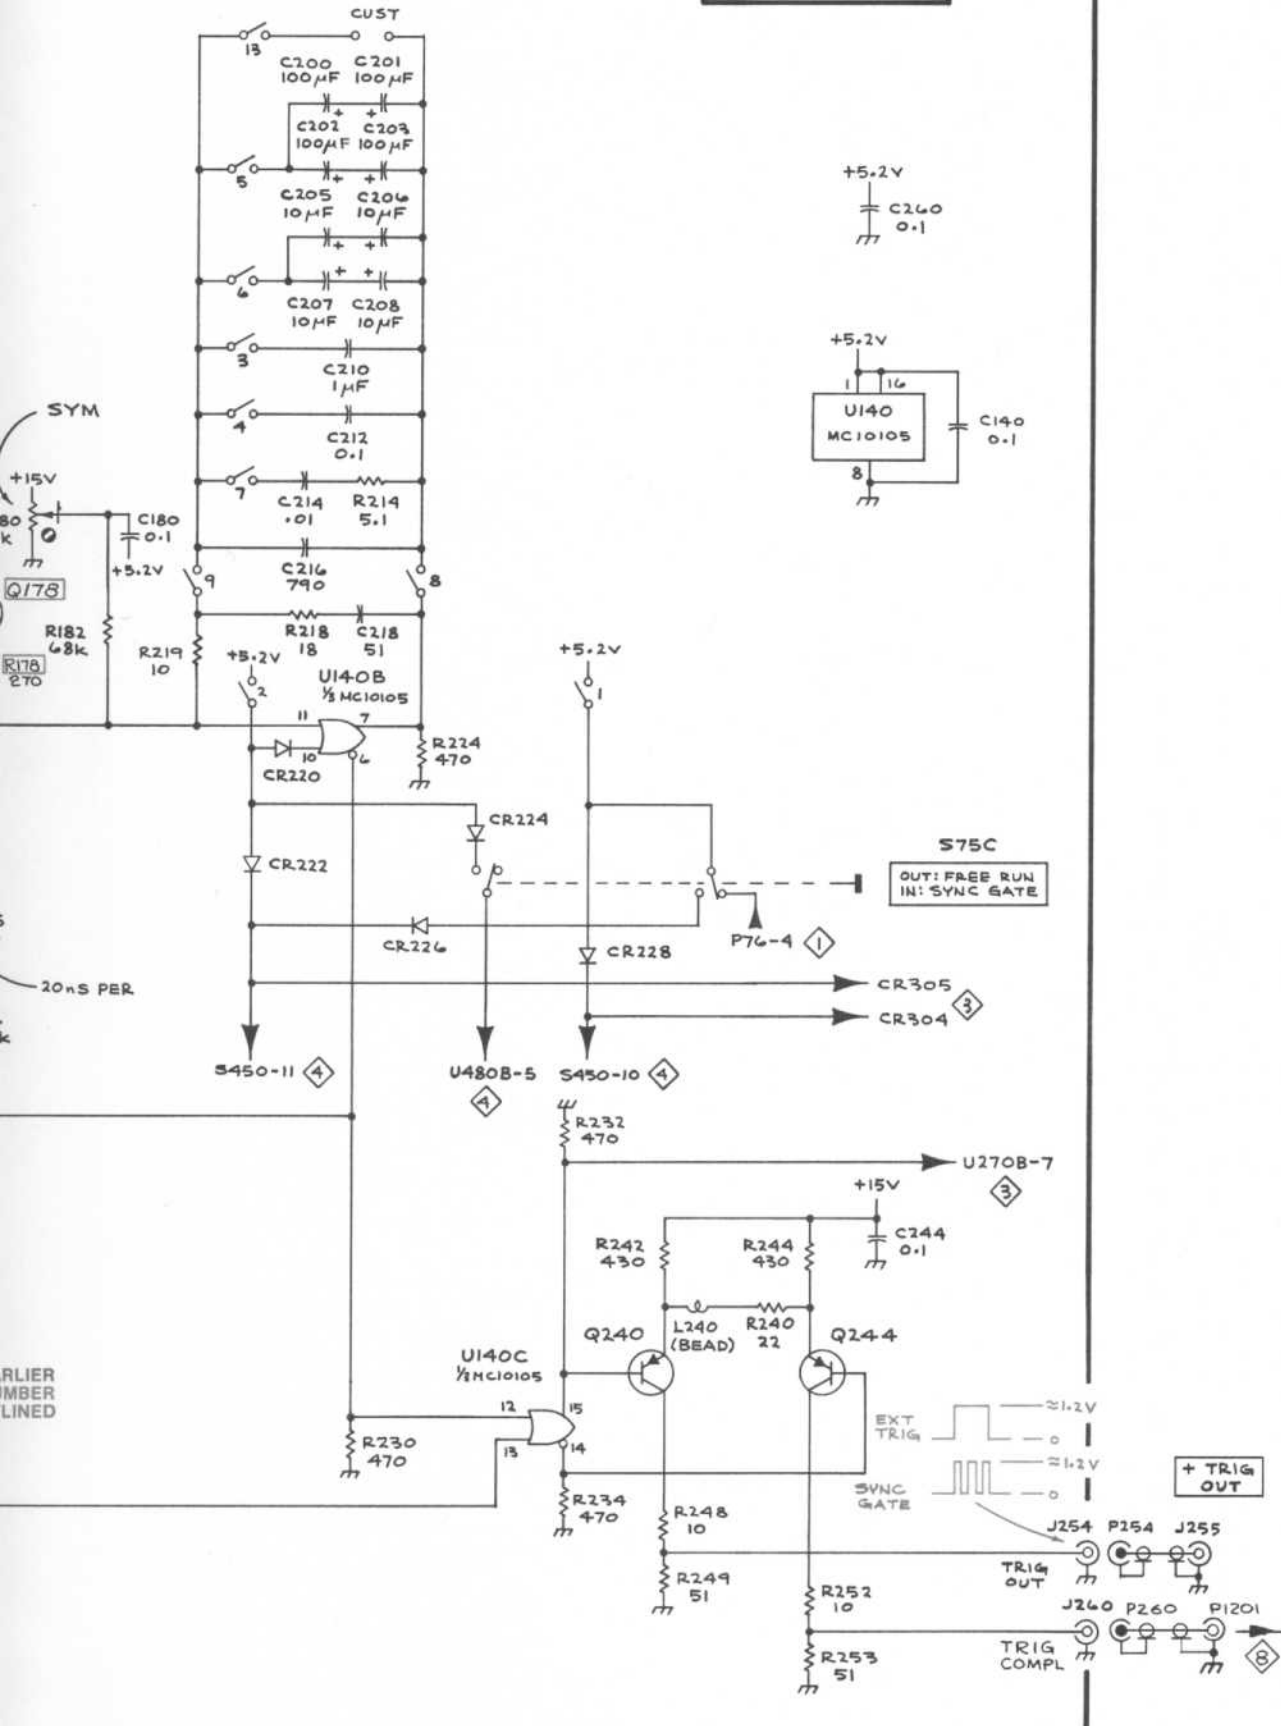 CUST
13
C200 C201
100µF 100µF
+ +
C202 C203
100µF 100µF
5
+ +
C205 C206
10µF 10µF
+ +
+ +
6
C207 C208
10µF 10µF
3
C210
1µF
4
C212
0.1
7
C214 R214
.01 5.1
C216
790
9
8
R218 C218
18 51
+5.2V
C260
0.1
+5.2V
1 16
U140
MC10105
8
C140
0.1
SYM
+15V
80
k
C180
0.1
+5.2V
Q178
R182
68k
R178
270
R219
10
+5.2V
2
U140B
⅓ MC10105
11
7
10
6
CR220
R224
470
+5.2V
1
CR224
CR222
S75C
OUT: FREE RUN
IN: SYNC GATE
CR226
P76-4 1
CR228
S
20nS PER
k
CR305
3
CR304
S450-11 4
U480B-5
4
S450-10 4
R232
470
U270B-7
3
+15V
C244
0.1
R242
430
R244
430
L240
(BEAD)
R240
22
Q240
Q244
U140C
⅓ MC10105
12
15
13
14
ARLIER
UMBER
TLINED
R230
470
R234
470
EXT
TRIG
≈1.2V
0
SYNC
GATE
≈1.2V
0
+ TRIG
OUT
R248
10
R249
51
J254 P254 J255
TRIG
OUT
R252
10
R253
51
J260 P260 P1201
TRIG
COMPL
8